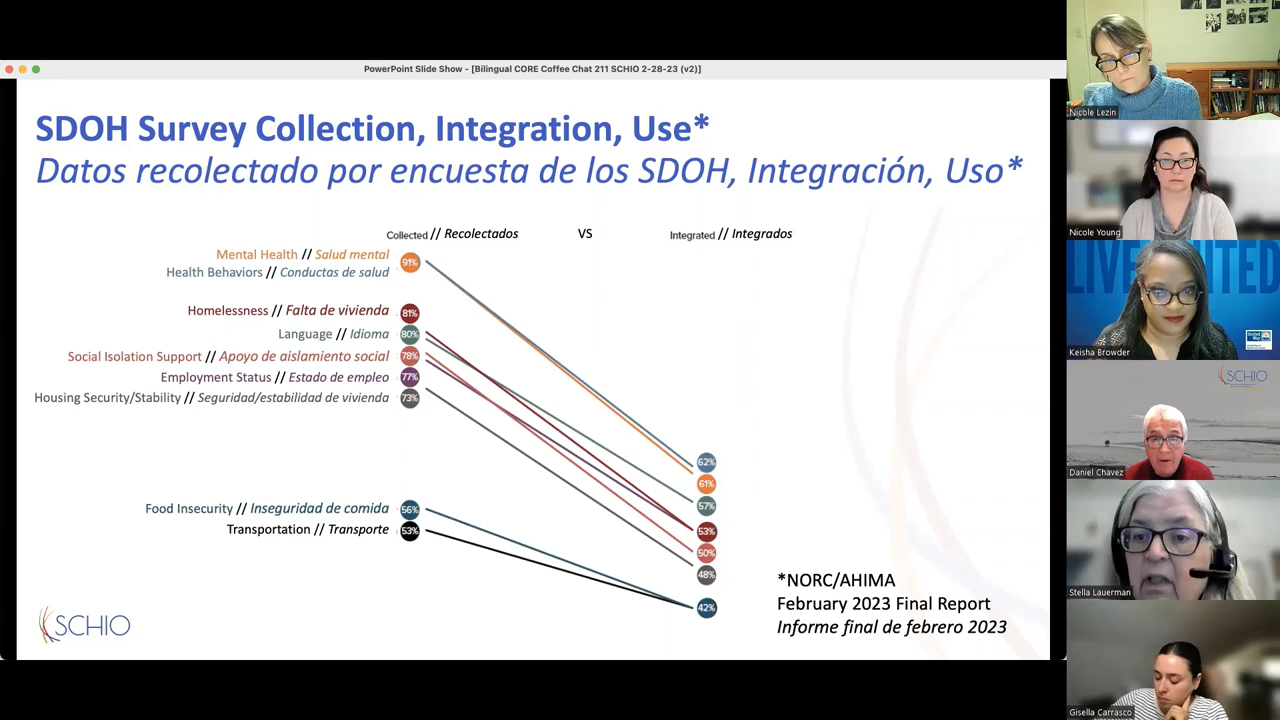 PowerPoint Slide Show - [Bilingual CORE Coffee Chat 211 SCHIO 2-28-23 (v2)]
SDOH Survey Collection, Integration, Use*
Datos recolectado por encuesta de los SDOH, Integración, Uso*
Collected // Recolectados VS Integrated // Integrados
Mental Health // Salud mental
91%
Health Behaviors // Conductas de salud
Homelessness // Falta de vivienda 81%
Language // Idioma 80%
Social Isolation Support // Apoyo de aislamiento social 78%
Employment Status // Estado de empleo 77%
Housing Security/Stability // Seguridad/estabilidad de vivienda 73%
62%
61%
57%
53%
50%
48%
42%
Food Insecurity // Inseguridad de comida 56%
Transportation // Transporte 53%
*NORC/AHIMA
February 2023 Final Report
Informe final de febrero 2023
SCHIO
Nicole Lezin
Nicole Young
LIVE UNITED
United Way
Keisha Browder
SCHIO
Daniel Chavez
Stella Lauerman
Gisella Carrasco